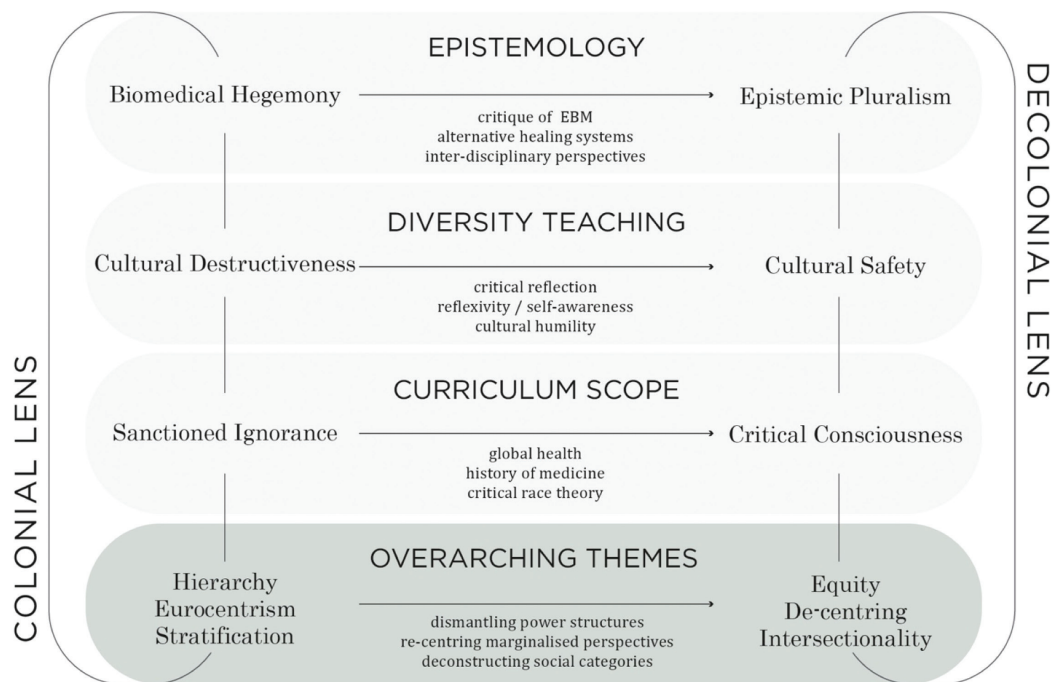 COLONIAL LENS
DECOLONIAL LENS
EPISTEMOLOGY
Biomedical Hegemony
critique of EBM
alternative healing systems
inter-disciplinary perspectives
Epistemic Pluralism
DIVERSITY TEACHING
Cultural Destructiveness
critical reflection
reflexivity / self-awareness
cultural humility
Cultural Safety
CURRICULUM SCOPE
Sanctioned Ignorance
global health
history of medicine
critical race theory
Critical Consciousness
OVERARCHING THEMES
Hierarchy
Eurocentrism
Stratification
dismantling power structures
re-centring marginalised perspectives
deconstructing social categories
Equity
De-centring
Intersectionality